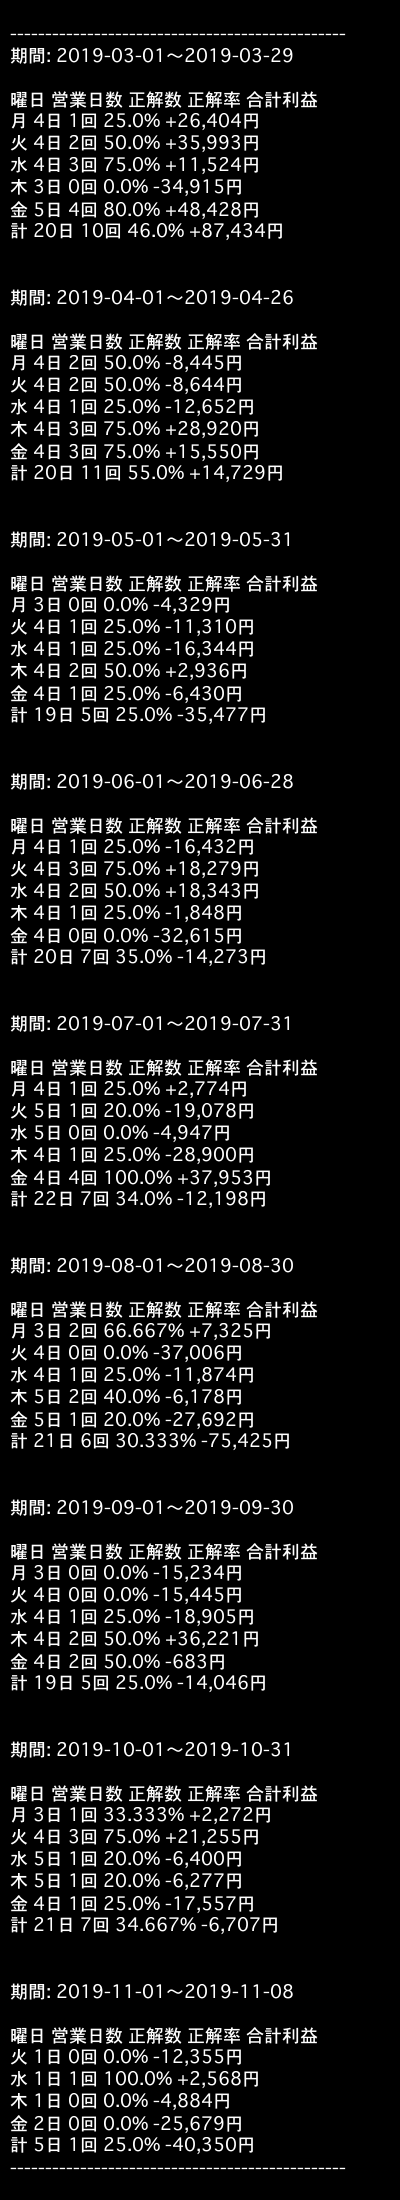 ------------------------------------------------
期間: 2019-03-01〜2019-03-29
曜日 営業日数 正解数 正解率 合計利益
月 4日 1回 25.0% +26,404円
火 4日 2回 50.0% +35,993円
水 4日 3回 75.0% +11,524円
木 3日 0回 0.0% -34,915円
金 5日 4回 80.0% +48,428円
計 20日 10回 46.0% +87,434円
期間: 2019-04-01〜2019-04-26
曜日 営業日数 正解数 正解率 合計利益
月 4日 2回 50.0% -8,445円
火 4日 2回 50.0% -8,644円
水 4日 1回 25.0% -12,652円
木 4日 3回 75.0% +28,920円
金 4日 3回 75.0% +15,550円
計 20日 11回 55.0% +14,729円
期間: 2019-05-01〜2019-05-31
曜日 営業日数 正解数 正解率 合計利益
月 3日 0回 0.0% -4,329円
火 4日 1回 25.0% -11,310円
水 4日 1回 25.0% -16,344円
木 4日 2回 50.0% +2,936円
金 4日 1回 25.0% -6,430円
計 19日 5回 25.0% -35,477円
期間: 2019-06-01〜2019-06-28
曜日 営業日数 正解数 正解率 合計利益
月 4日 1回 25.0% -16,432円
火 4日 3回 75.0% +18,279円
水 4日 2回 50.0% +18,343円
木 4日 1回 25.0% -1,848円
金 4日 0回 0.0% -32,615円
計 20日 7回 35.0% -14,273円
期間: 2019-07-01〜2019-07-31
曜日 営業日数 正解数 正解率 合計利益
月 4日 1回 25.0% +2,774円
火 5日 1回 20.0% -19,078円
水 5日 0回 0.0% -4,947円
木 4日 1回 25.0% -28,900円
金 4日 4回 100.0% +37,953円
計 22日 7回 34.0% -12,198円
期間: 2019-08-01〜2019-08-30
曜日 営業日数 正解数 正解率 合計利益
月 3日 2回 66.667% +7,325円
火 4日 0回 0.0% -37,006円
水 4日 1回 25.0% -11,874円
木 5日 2回 40.0% -6,178円
金 5日 1回 20.0% -27,692円
計 21日 6回 30.333% -75,425円
期間: 2019-09-01〜2019-09-30
曜日 営業日数 正解数 正解率 合計利益
月 3日 0回 0.0% -15,234円
火 4日 0回 0.0% -15,445円
水 4日 1回 25.0% -18,905円
木 4日 2回 50.0% +36,221円
金 4日 2回 50.0% -683円
計 19日 5回 25.0% -14,046円
期間: 2019-10-01〜2019-10-31
曜日 営業日数 正解数 正解率 合計利益
月 3日 1回 33.333% +2,272円
火 4日 3回 75.0% +21,255円
水 5日 1回 20.0% -6,400円
木 5日 1回 20.0% -6,277円
金 4日 1回 25.0% -17,557円
計 21日 7回 34.667% -6,707円
期間: 2019-11-01〜2019-11-08
曜日 営業日数 正解数 正解率 合計利益
火 1日 0回 0.0% -12,355円
水 1日 1回 100.0% +2,568円
木 1日 0回 0.0% -4,884円
金 2日 0回 0.0% -25,679円
計 5日 1回 25.0% -40,350円
------------------------------------------------